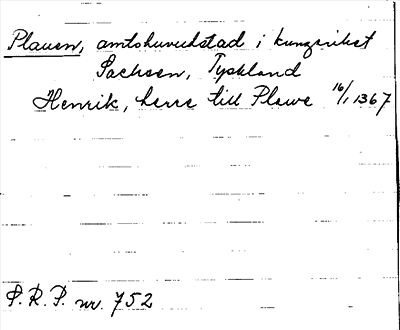 Plauen, amtshuvudstad i kungariket
Sachsen, Tyskland
Henrik, herre till Plawe 16/1 1367
S.R.P. nr. 752